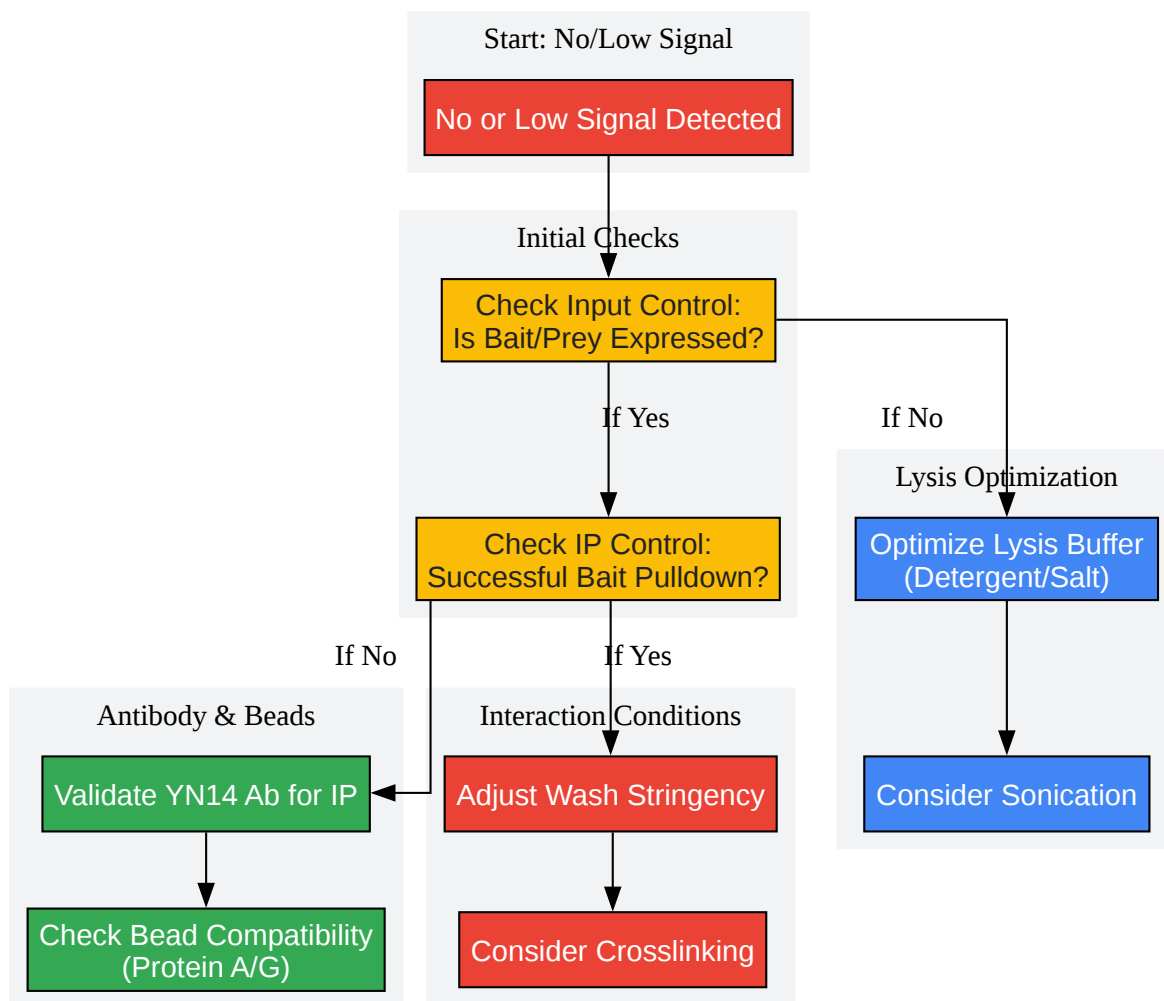 Start: No/Low Signal
No or Low Signal Detected
Initial Checks
Check Input Control:
Is Bait/Prey Expressed?
If Yes
If No
Lysis Optimization
Check IP Control:
Successful Bait Pulldown?
Optimize Lysis Buffer
(Detergent/Salt)
If No
If Yes
Antibody & Beads
Interaction Conditions
Validate YN14 Ab for IP
Adjust Wash Stringency
Consider Sonication
Check Bead Compatibility
(Protein A/G)
Consider Crosslinking